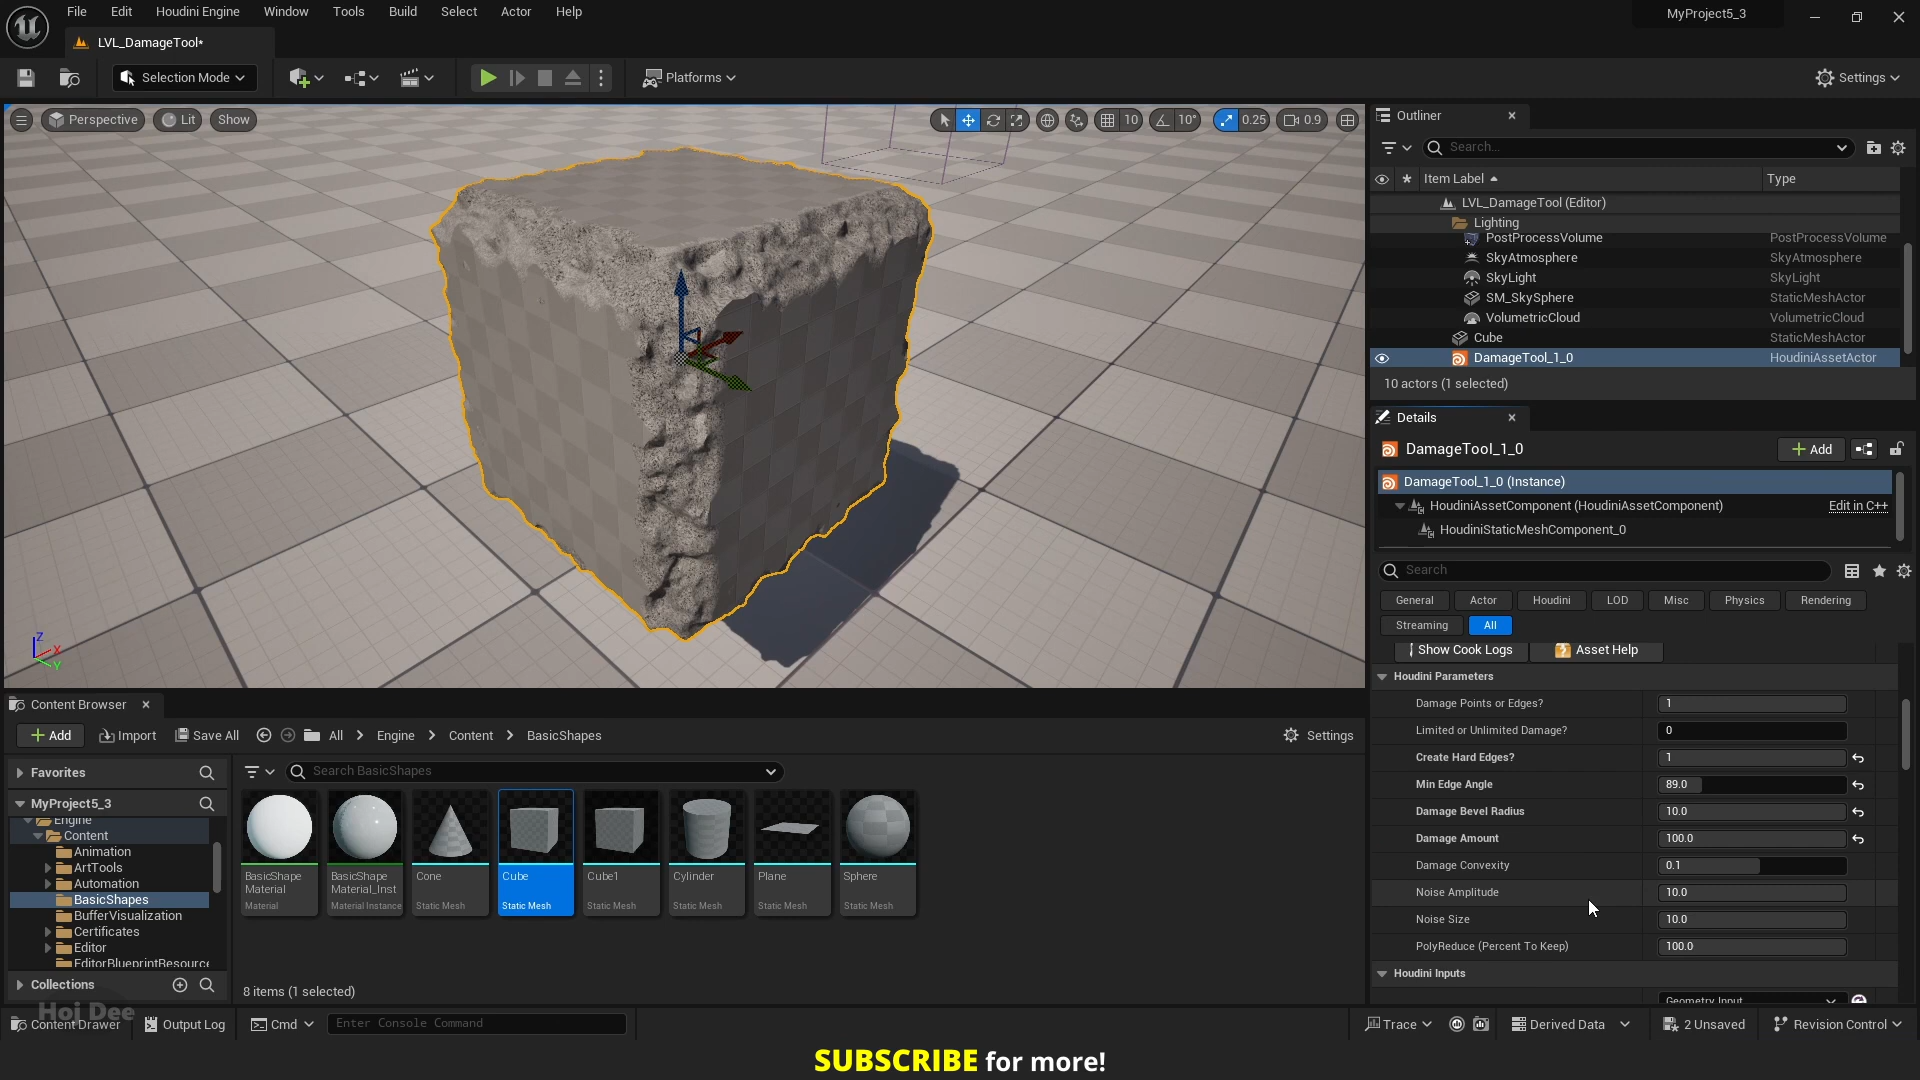 File Edit View Houdini Engine Window Tools Build Select Actor Help
MyProject5_3
LVL_DamageTool*
Selection Mode
Platforms
Settings
Perspective Lit Show
10 10° 0.25 0.9
Z X Y
Outliner
Search...
Item Label Type
LVL_DamageTool (Editor)
Lighting
PostProcessVolume PostProcessVolume
SkyAtmosphere SkyAtmosphere
SkyLight SkyLight
SM_SkySphere StaticMeshActor
VolumetricCloud VolumetricCloud
Cube StaticMeshActor
DamageTool_1_0 HoudiniAssetActor
10 actors (1 selected)
Details
DamageTool_1_0
Add
DamageTool_1_0 (Instance)
HoudiniAssetComponent (HoudiniAssetComponent) Edit in C++
HoudiniStaticMeshComponent_0
Search
General Actor Houdini LOD Misc Physics Rendering
Streaming All
Show Cook Logs Asset Help
Houdini Parameters
Damage Points or Edges? 1
Limited or Unlimited Damage? 0
Create Hard Edges? 1
Min Edge Angle 89.0
Damage Bevel Radius 10.0
Damage Amount 100.0
Damage Convexity 0.1
Noise Amplitude 10.0
Noise Size 10.0
PolyReduce (Percent To Keep) 100.0
Houdini Inputs
Geometry Input
Content Browser
Add Import Save All All Engine Content BasicShapes Settings
Favorites
Search BasicShapes
MyProject5_3
Engine
Content
Animation
ArtTools
Automation
BasicShapes
BufferVisualization
Certificates
Editor
EditorBlueprintResource
Collections
BasicShape
Material
Material
BasicShape
Material_Inst
Material Instance
Cone
Static Mesh
Cube
Static Mesh
Cube1
Static Mesh
Cylinder
Static Mesh
Plane
Static Mesh
Sphere
Static Mesh
8 items (1 selected)
Hoj Dee
Content Drawer Output Log Cmd Enter Console Command Trace Derived Data 2 Unsaved Revision Control
SUBSCRIBE for more!